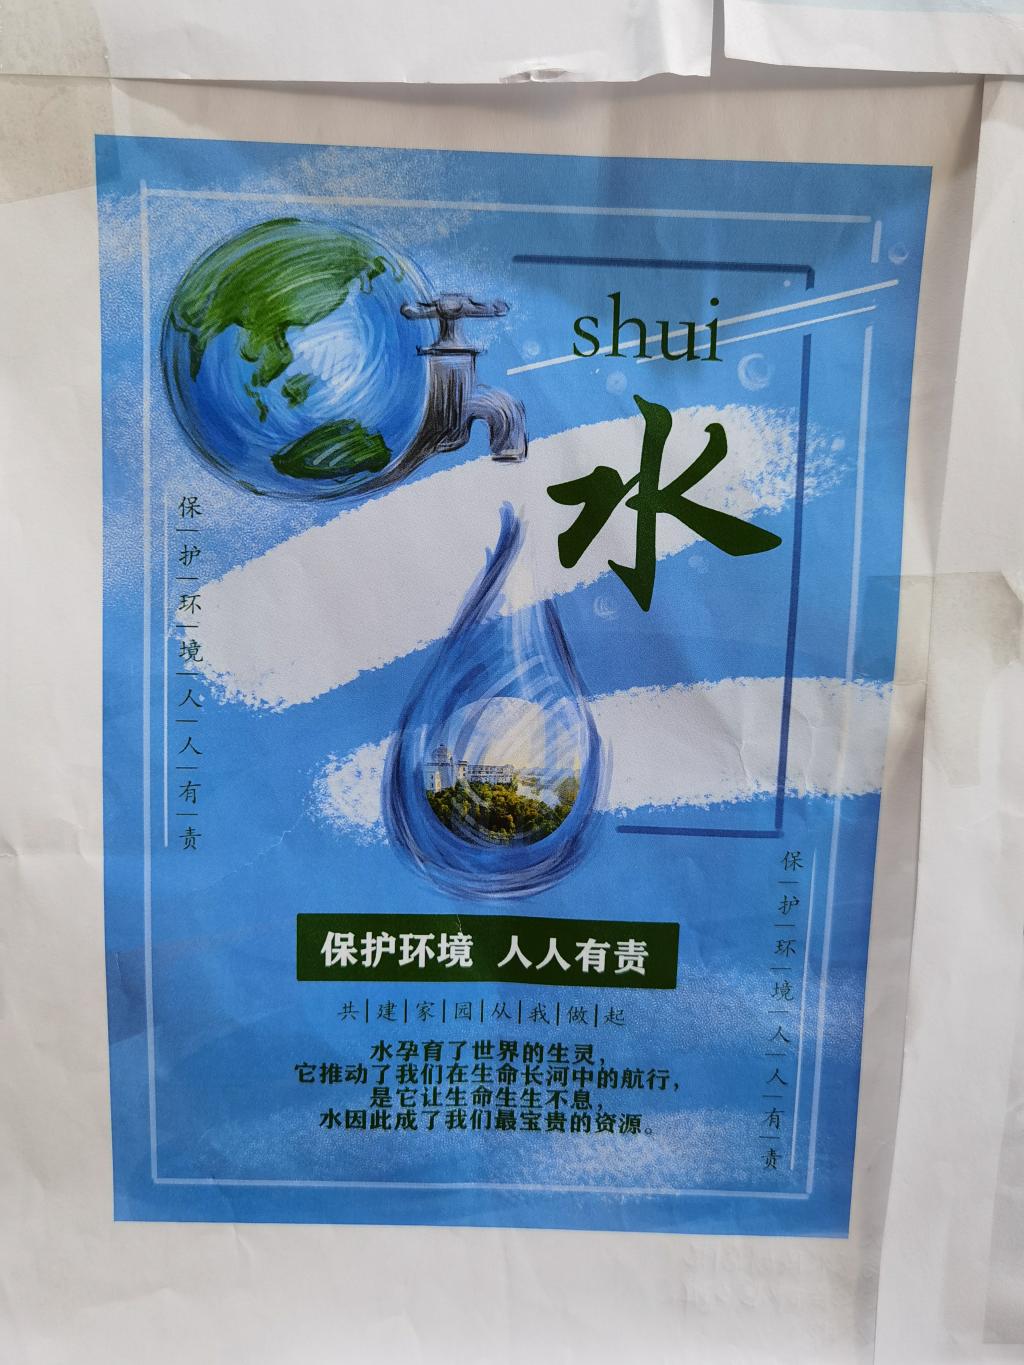 shui
水
保护环境人人有责
保护环境 人人有责
共|建|家|园|从|我|做|起
水孕育了世界的生灵，
它推动了我们在生命长河中的航行，
是它让生命生生不息，
水因此成了我们最宝贵的资源。
保护环境人人有责